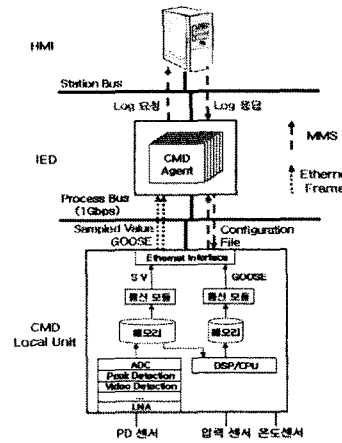 HMI
Station Bus
Log 요청
Log 응답
MMS
IED
CMD
Agent
Ethernet
Frame
Process Bus
(1Gbps)
Sampled Value
GOOSE
Configuration
File
Ethernet Interface
S V
GOOSE
통신 모듈
통신 모듈
메모리
메모리
CMD
Local Unit
ADC
Peak Detection
Video Detection
...
LNA
DSP/CPU
PD 센서
압력 센서
온도센서